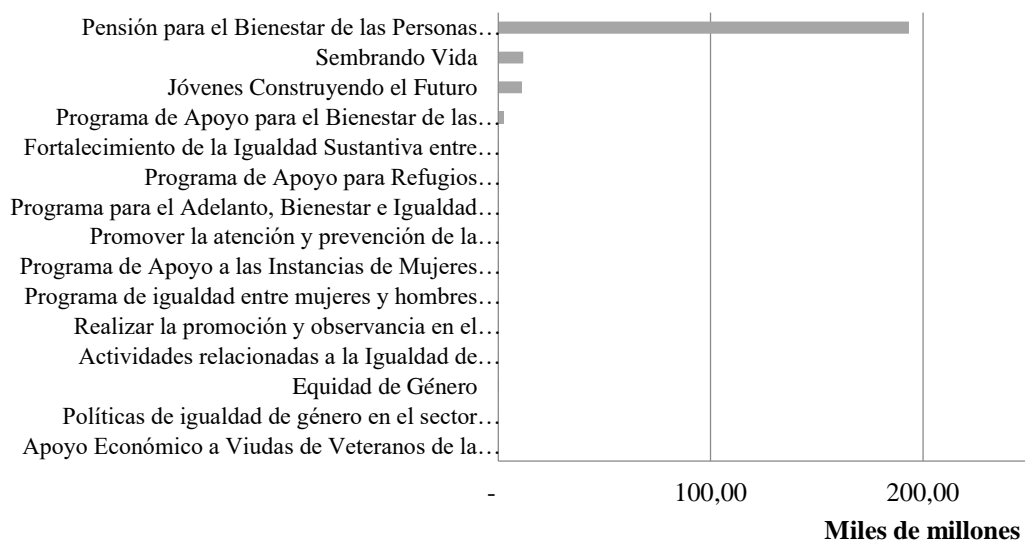 Pensión para el Bienestar de las Personas…
Sembrando Vida
Jóvenes Construyendo el Futuro
Programa de Apoyo para el Bienestar de las…
Fortalecimiento de la Igualdad Sustantiva entre…
Programa de Apoyo para Refugios…
Programa para el Adelanto, Bienestar e Igualdad…
Promover la atención y prevención de la…
Programa de Apoyo a las Instancias de Mujeres…
Programa de igualdad entre mujeres y hombres…
Realizar la promoción y observancia en el…
Actividades relacionadas a la Igualdad de…
Equidad de Género
Políticas de igualdad de género en el sector…
Apoyo Económico a Viudas de Veteranos de la…
- 100,00 200,00
Miles de millones